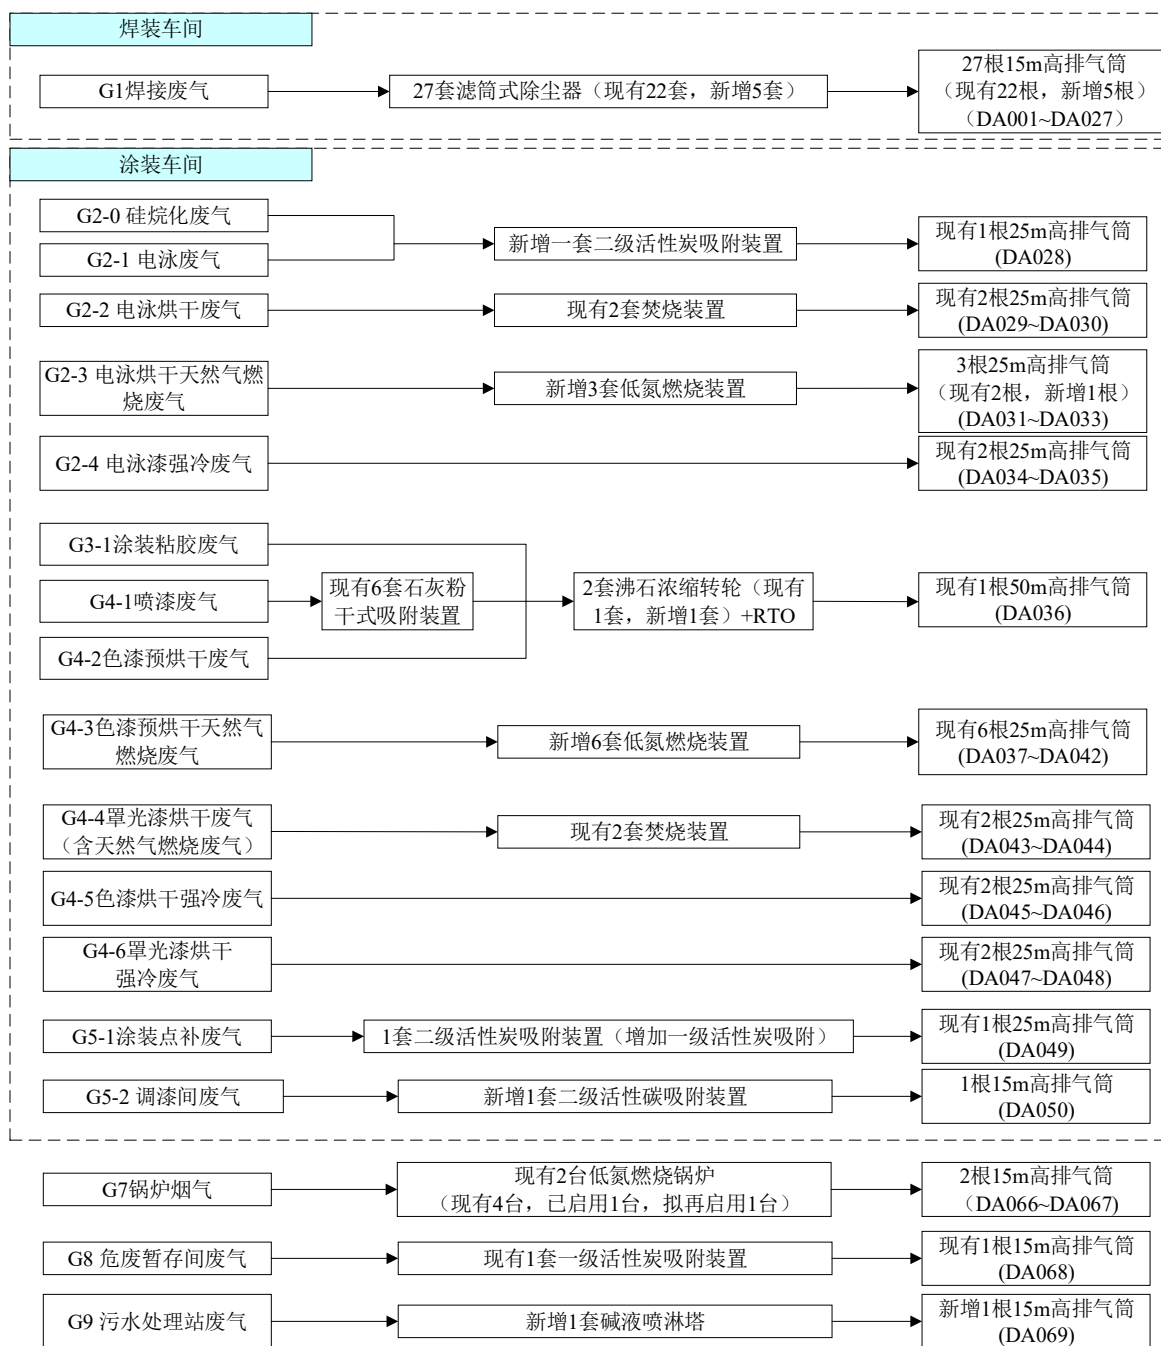 焊装车间
G1焊接废气
27套滤筒式除尘器（现有22套，新增5套）
27根15m高排气筒
（现有22根，新增5根）
（DA001~DA027）
涂装车间
G2-0 硅烷化废气
G2-1 电泳废气
新增一套二级活性炭吸附装置
现有1根25m高排气筒
(DA028)
G2-2 电泳烘干废气
现有2套焚烧装置
现有2根25m高排气筒
(DA029~DA030)
G2-3 电泳烘干天然气燃
烧废气
新增3套低氮燃烧装置
3根25m高排气筒
（现有2根，新增1根）
(DA031~DA033)
G2-4 电泳漆强冷废气
现有2根25m高排气筒
(DA034~DA035)
G3-1涂装粘胶废气
G4-1喷漆废气
现有6套石灰粉
干式吸附装置
2套沸石浓缩转轮（现有
1套，新增1套）+RTO
现有1根50m高排气筒
(DA036)
G4-2色漆预烘干废气
G4-3色漆预烘干天然气
燃烧废气
新增6套低氮燃烧装置
现有6根25m高排气筒
(DA037~DA042)
G4-4罩光漆烘干废气
（含天然气燃烧废气）
现有2套焚烧装置
现有2根25m高排气筒
(DA043~DA044)
G4-5色漆烘干强冷废气
现有2根25m高排气筒
(DA045~DA046)
G4-6罩光漆烘干
强冷废气
现有2根25m高排气筒
(DA047~DA048)
G5-1涂装点补废气
1套二级活性炭吸附装置（增加一级活性炭吸附）
现有1根25m高排气筒
(DA049)
G5-2 调漆间废气
新增1套二级活性碳吸附装置
1根15m高排气筒
(DA050)
G7锅炉烟气
现有2台低氮燃烧锅炉
（现有4台，已启用1台，拟再启用1台）
2根15m高排气筒
（DA066~DA067)
G8 危废暂存间废气
现有1套一级活性炭吸附装置
现有1根15m高排气筒
(DA068)
G9 污水处理站废气
新增1套碱液喷淋塔
新增1根15m高排气筒
(DA069)